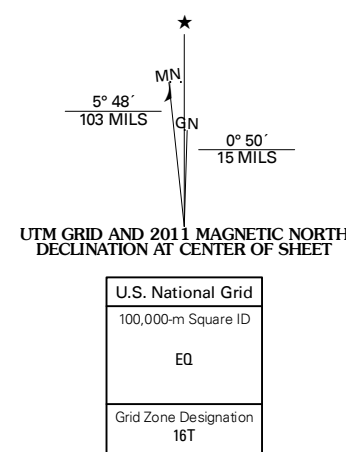 ★
MN.
GN
5° 48´
103 MILS
0° 50´
15 MILS
UTM GRID AND 2011 MAGNETIC NORTH
DECLINATION AT CENTER OF SHEET
U.S. National Grid
100,000-m Square ID
EQ
Grid Zone Designation
16T